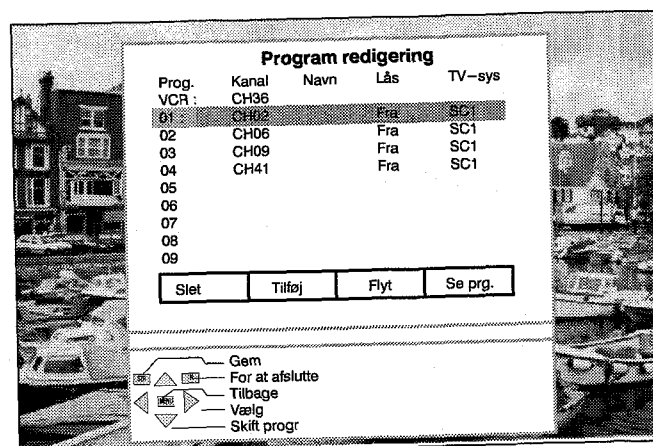 Program redigering
Prog. Kanal Navn Lås TV-sys
VCR : CH36
01 : CH02 Fra SC1
02 CH06 Fra SC1
03 CH09 Fra SC1
04 CH41 Fra SC1
05
06
07
08
09
Slet Tilføj Flyt Se prg.
Gem
For at afslutte
Tilbage
MENU
Vælg
Skift progr